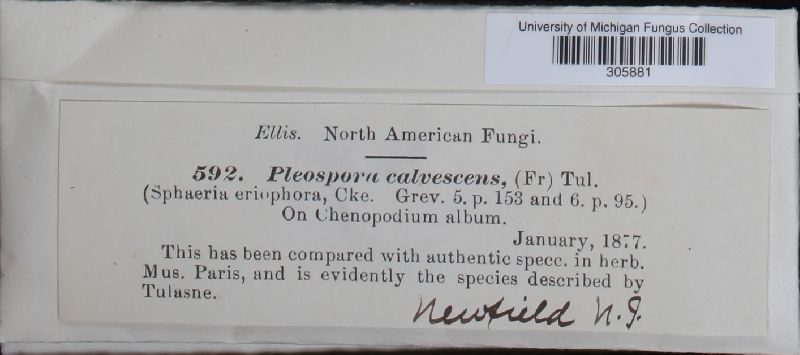 University of Michigan Fungus Collection
305881
Ellis. North American Fungi.
592. Pleospora calvescens, (Fr) Tul.
(Sphaeria eriophora, Cke. Grev. 5. p. 153 and 6. p. 95.)
On Chenopodium album.
January, 1877.
This has been compared with authentic specc. in herb.
Mus. Paris, and is evidently the species described by
Tulasne.
Newfield N.J.